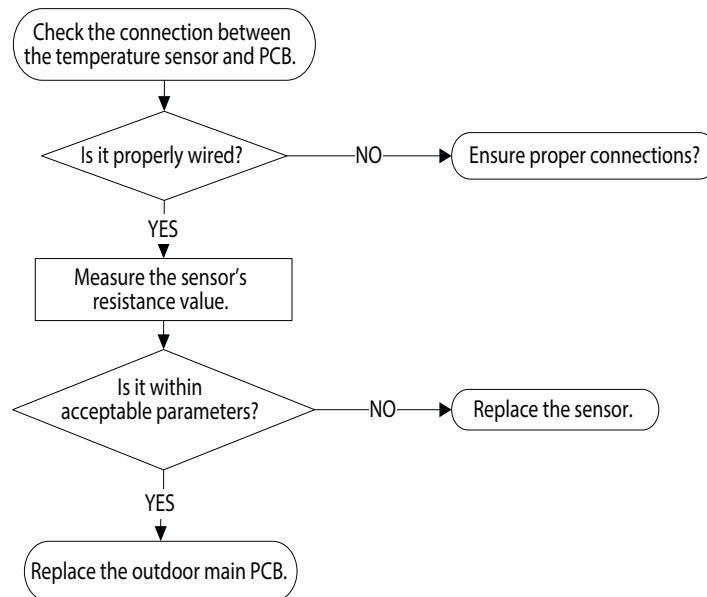 Check the connection between
the temperature sensor and PCB.
Is it properly wired?
NO
Ensure proper connections?
YES
Measure the sensor's
resistance value.
Is it within
acceptable parameters?
NO
Replace the sensor.
YES
Replace the outdoor main PCB.